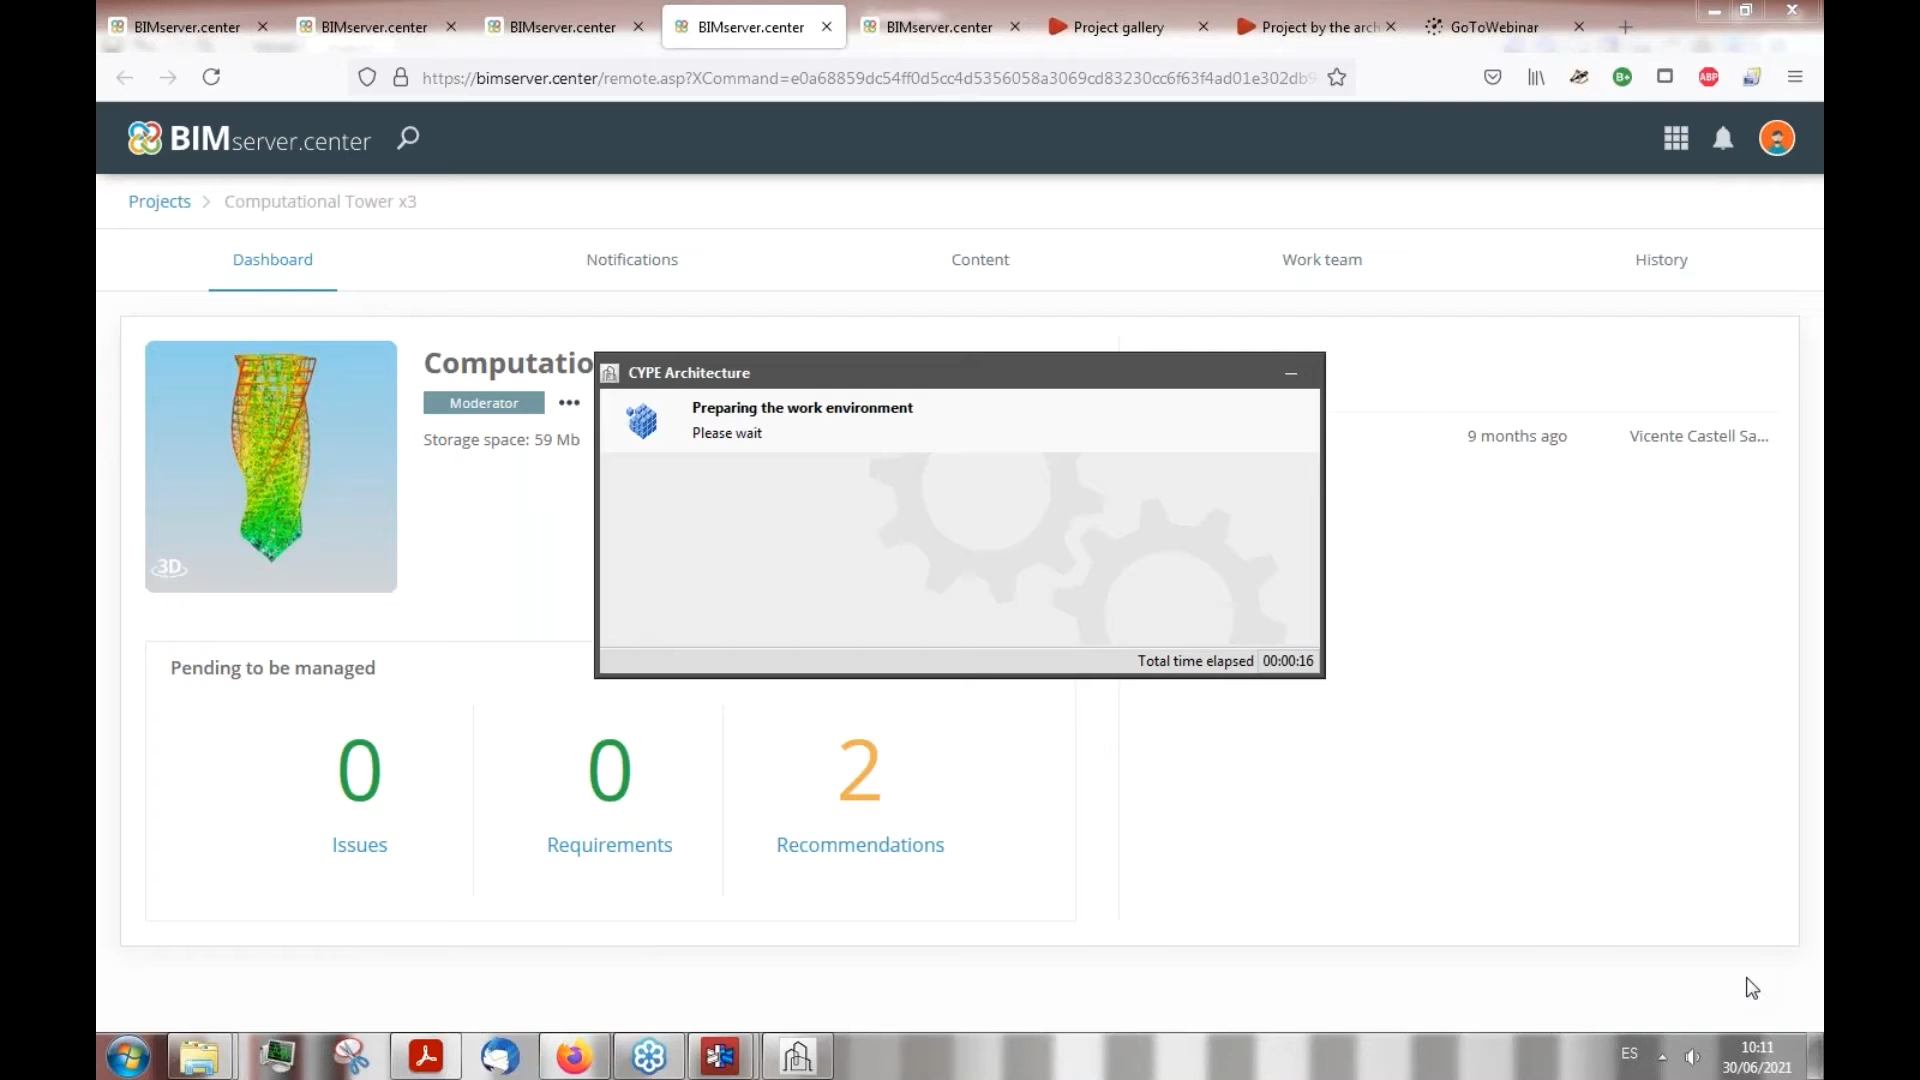 BIMserver.center
BIMserver.center
BIMserver.center
BIMserver.center
BIMserver.center
Project gallery
Project by the arch
GoToWebinar
https://bimserver.center/remote.asp?XCommand=e0a68859dc54ff0d5cc4d5356058a3069cd83230cc6f63f4ad01e302db9
B+
ABP
BIMserver.center
Projects > Computational Tower x3
Dashboard
Notifications
Content
Work team
History
3D
Computatio
Moderator
Storage space: 59 Mb
9 months ago
Vicente Castell Sa...
CYPE Architecture
Preparing the work environment
Please wait
Total time elapsed 00:00:16
Pending to be managed
0
Issues
0
Requirements
2
Recommendations
ES
10:11
30/06/2021